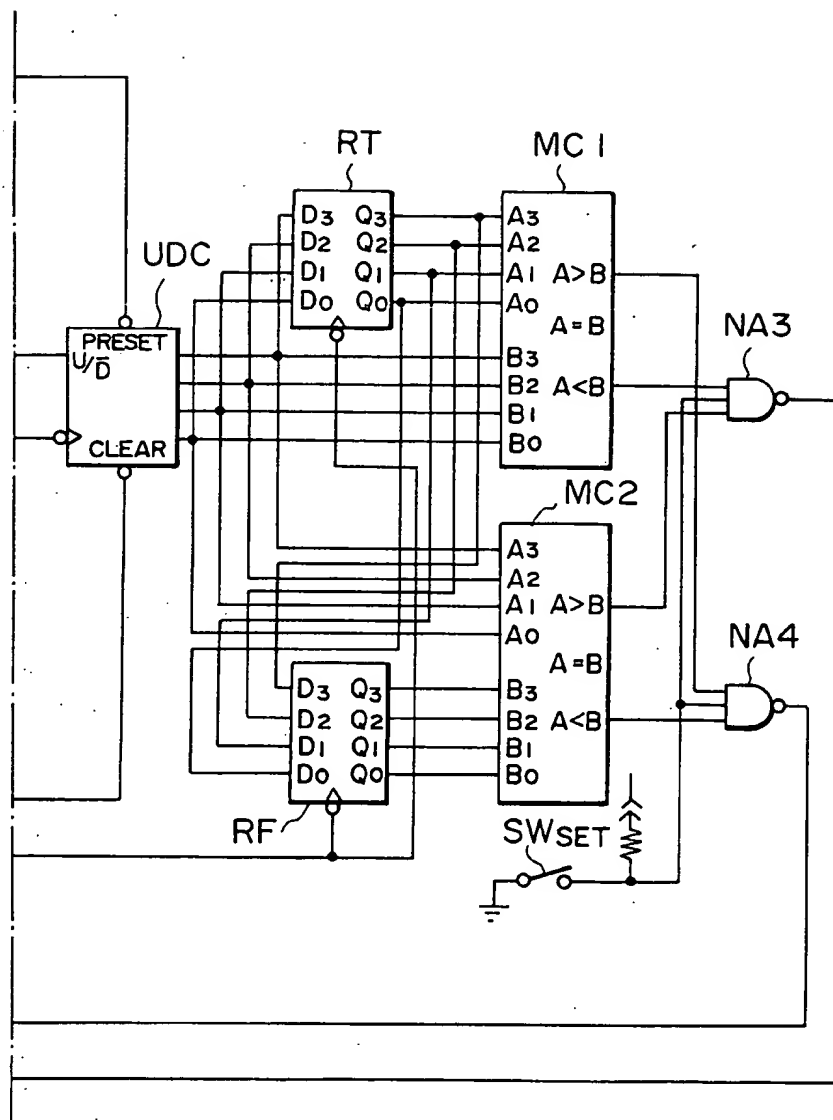 RT
MC1
D3 Q3
D2 Q2
D1 Q1
D0 Q0
A3
A2
A1 A>B
A0
A=B
B3
B2 A<B
B1
B0
UDC
PRESET
U/D̄
CLEAR
NA3
MC2
A3
A2
A1 A>B
A0
A=B
B3
B2 A<B
B1
B0
NA4
D3 Q3
D2 Q2
D1 Q1
D0 Q0
RF
SWSET